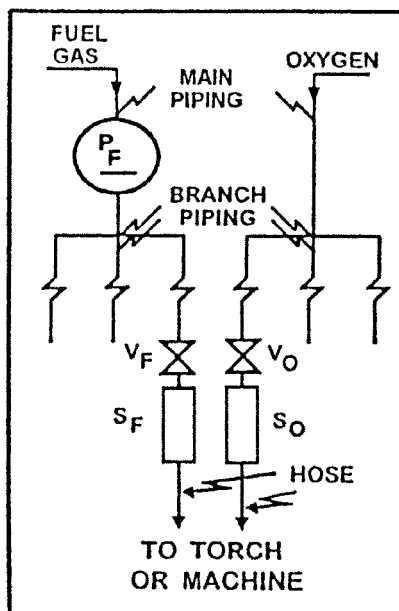 FUEL
GAS
OXYGEN
MAIN
PIPING
PF
BRANCH
PIPING
VF
VO
SF
SO
HOSE
TO TORCH
OR MACHINE